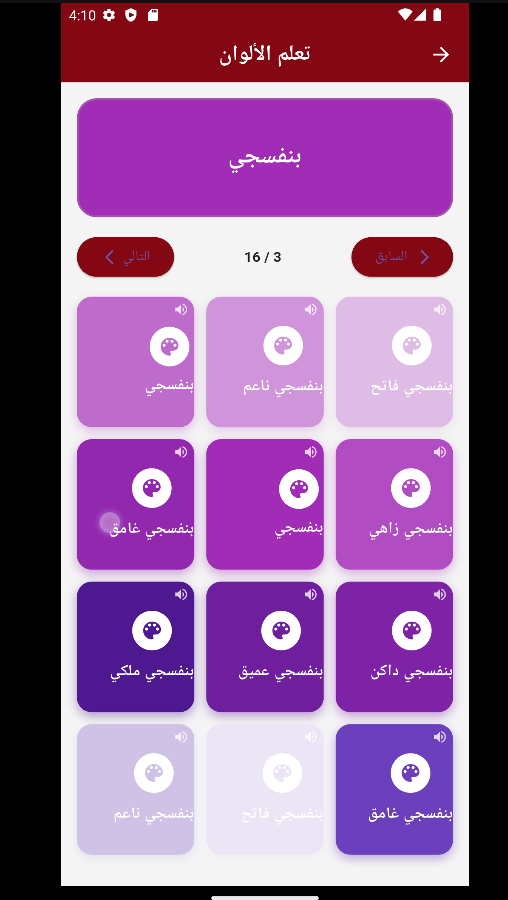 4:10
تعلم الألوان
بنفسجي
السابق
16 / 3
التالي
بنفسجي فاتح
بنفسجي ناعم
بنفسجي
بنفسجي زاهي
بنفسجي
بنفسجي غامق
بنفسجي داكن
بنفسجي عميق
بنفسجي ملكي
بنفسجي غامق
بنفسجي فاتح
بنفسجي ناعم